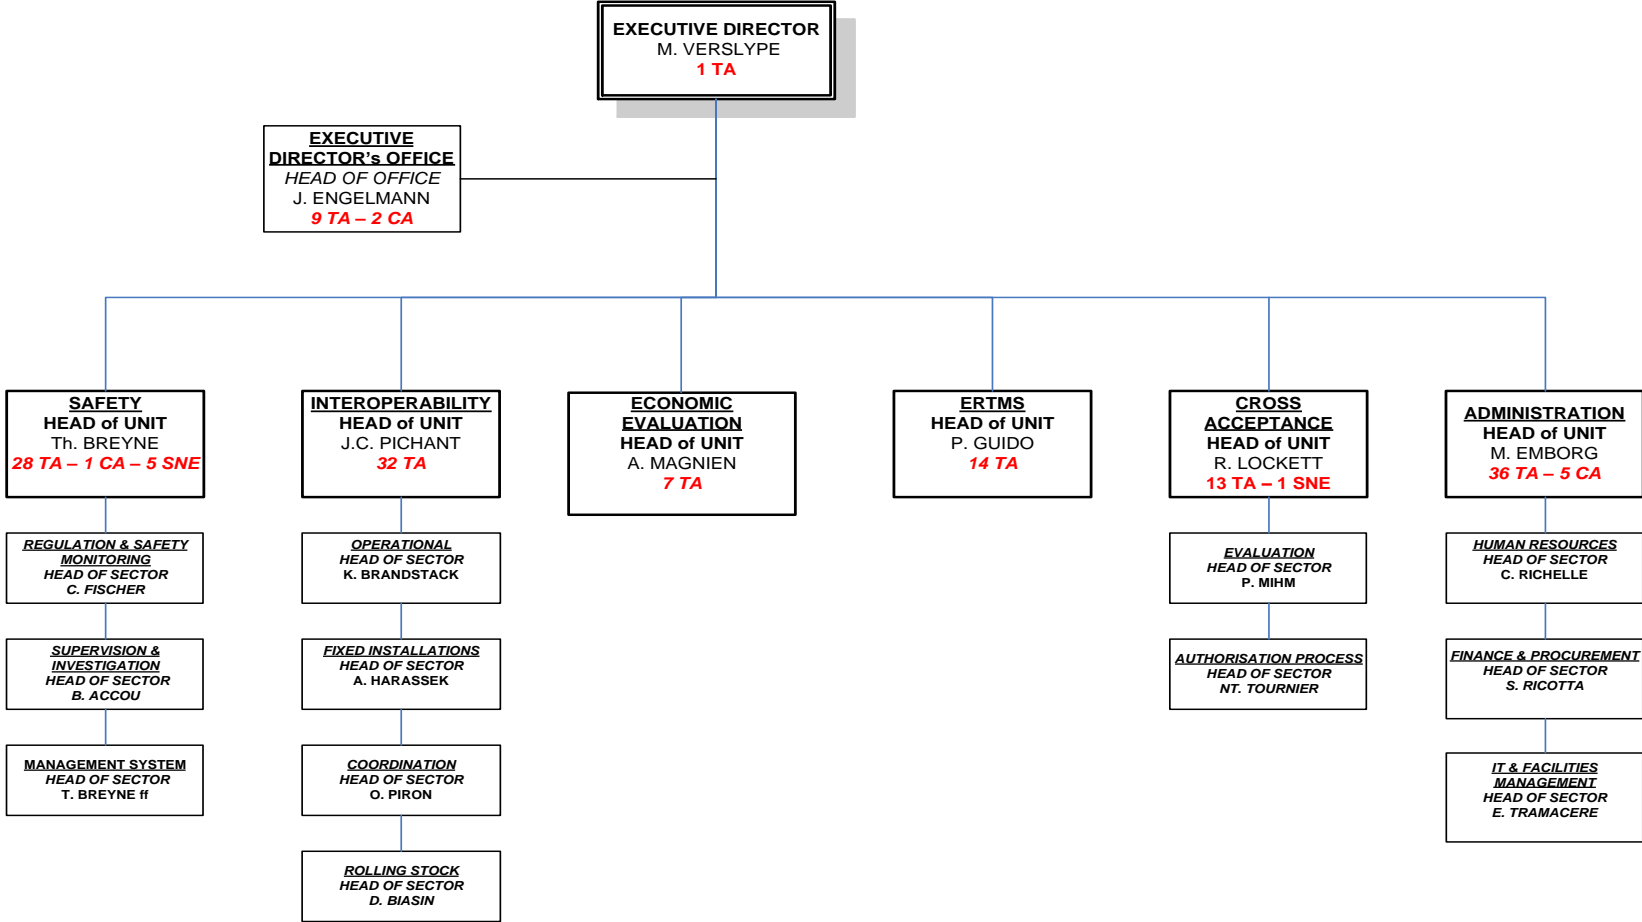 EXECUTIVE DIRECTOR
M. VERSLYPE
1 TA
EXECUTIVE
DIRECTOR's OFFICE
HEAD OF OFFICE
J. ENGELMANN
9 TA – 2 CA
SAFETY
HEAD of UNIT
Th. BREYNE
28 TA – 1 CA – 5 SNE
INTEROPERABILITY
HEAD of UNIT
J.C. PICHANT
32 TA
ECONOMIC
EVALUATION
HEAD of UNIT
A. MAGNIEN
7 TA
ERTMS
HEAD of UNIT
P. GUIDO
14 TA
CROSS
ACCEPTANCE
HEAD of UNIT
R. LOCKETT
13 TA – 1 SNE
ADMINISTRATION
HEAD of UNIT
M. EMBORG
36 TA – 5 CA
REGULATION & SAFETY
MONITORING
HEAD OF SECTOR
C. FISCHER
OPERATIONAL
HEAD OF SECTOR
K. BRANDSTACK
EVALUATION
HEAD OF SECTOR
P. MIHM
HUMAN RESOURCES
HEAD OF SECTOR
C. RICHELLE
SUPERVISION &
INVESTIGATION
HEAD OF SECTOR
B. ACCOU
FIXED INSTALLATIONS
HEAD OF SECTOR
A. HARASSEK
AUTHORISATION PROCESS
HEAD OF SECTOR
NT. TOURNIER
FINANCE & PROCUREMENT
HEAD OF SECTOR
S. RICOTTA
MANAGEMENT SYSTEM
HEAD OF SECTOR
T. BREYNE ff
COORDINATION
HEAD OF SECTOR
O. PIRON
IT & FACILITIES
MANAGEMENT
HEAD OF SECTOR
E. TRAMACERE
ROLLING STOCK
HEAD OF SECTOR
D. BIASIN